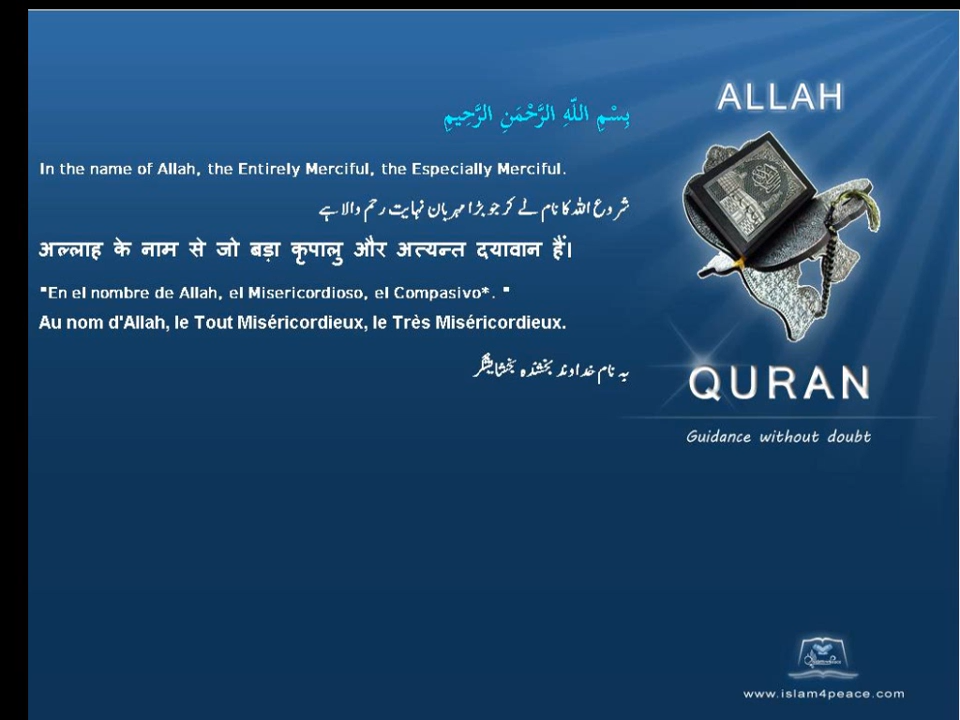 بِسْمِ اللّهِ الرَّحْمَنِ الرَّحِيمِ
In the name of Allah, the Entirely Merciful, the Especially Merciful.
شروع اللہ کا نام لے کر جو بڑا مہربان نہایت رحم والا ہے
अल्लाह के नाम से जो बड़ा कृपालु और अत्यन्त दयावान हैं।
"En el nombre de Allah, el Misericordioso, el Compasivo*. "
Au nom d'Allah, le Tout Miséricordieux, le Très Miséricordieux.
به نام خداوند بخشنده بخشایشگر
ALLAH
QURAN
Guidance without doubt
www.islam4peace.com